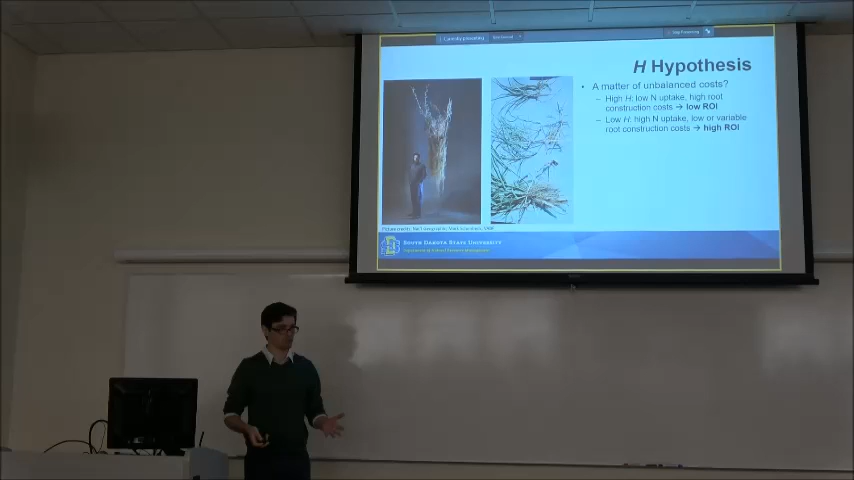 H Hypothesis
• A matter of unbalanced costs?
– High H; low N uptake, high root
construction costs → low ROI
– Low H: high N uptake, low or variable
root construction costs → high ROI
SOUTH DAKOTA STATE UNIVERSITY